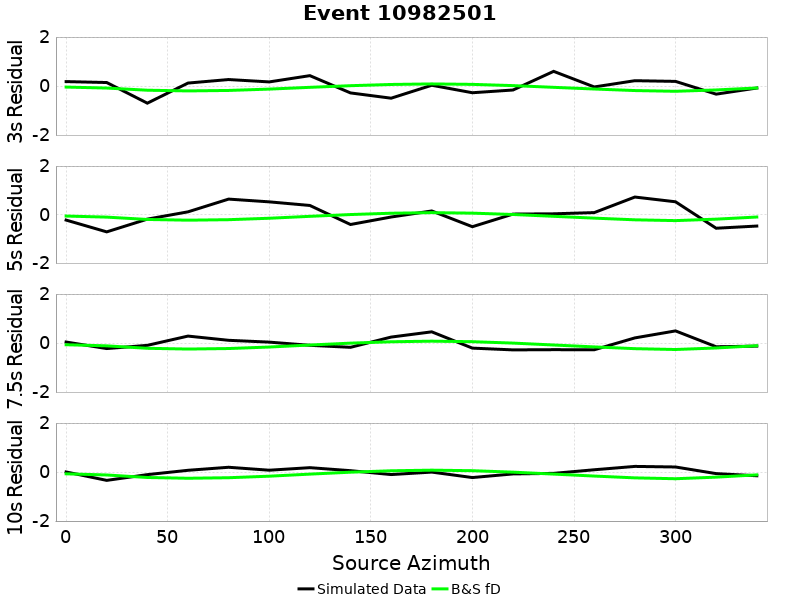 Event 10982501
3s Residual
2
0
-2
5s Residual
2
0
-2
7.5s Residual
2
0
-2
10s Residual
2
0
-2
0 50 100 150 200 250 300
Source Azimuth
Simulated Data B&S fD